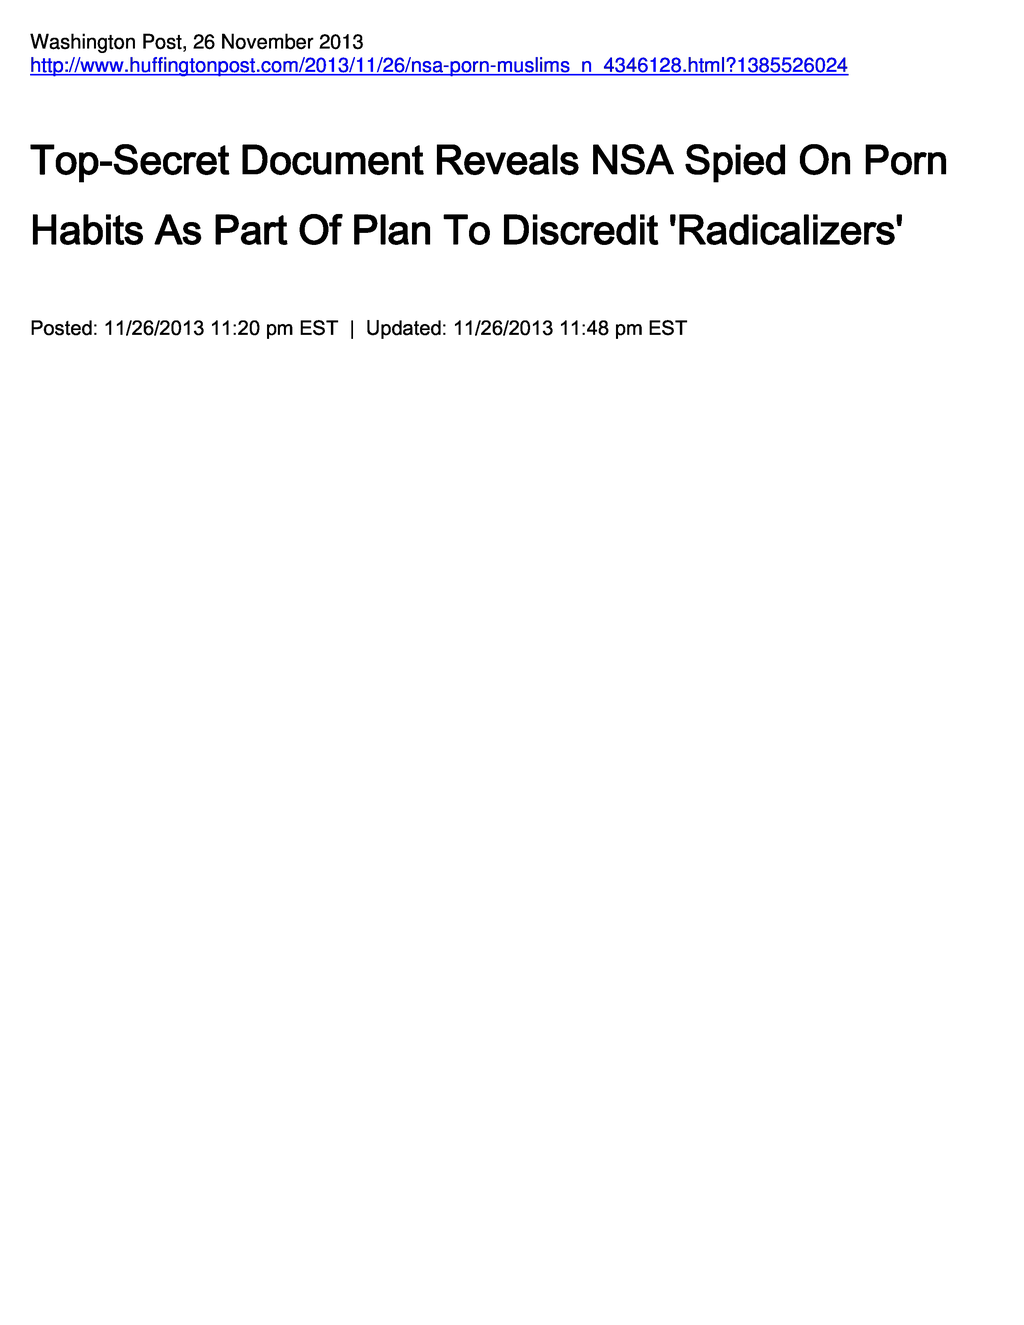 Washington Post, 26 November 2013
http://www.huffingtonpost.com/2013/11/26/nsa-porn-muslims_n_4346128.html?1385526024
Top-Secret Document Reveals NSA Spied On Porn
Habits As Part Of Plan To Discredit 'Radicalizers'
Posted: 11/26/2013 11:20 pm EST | Updated: 11/26/2013 11:48 pm EST